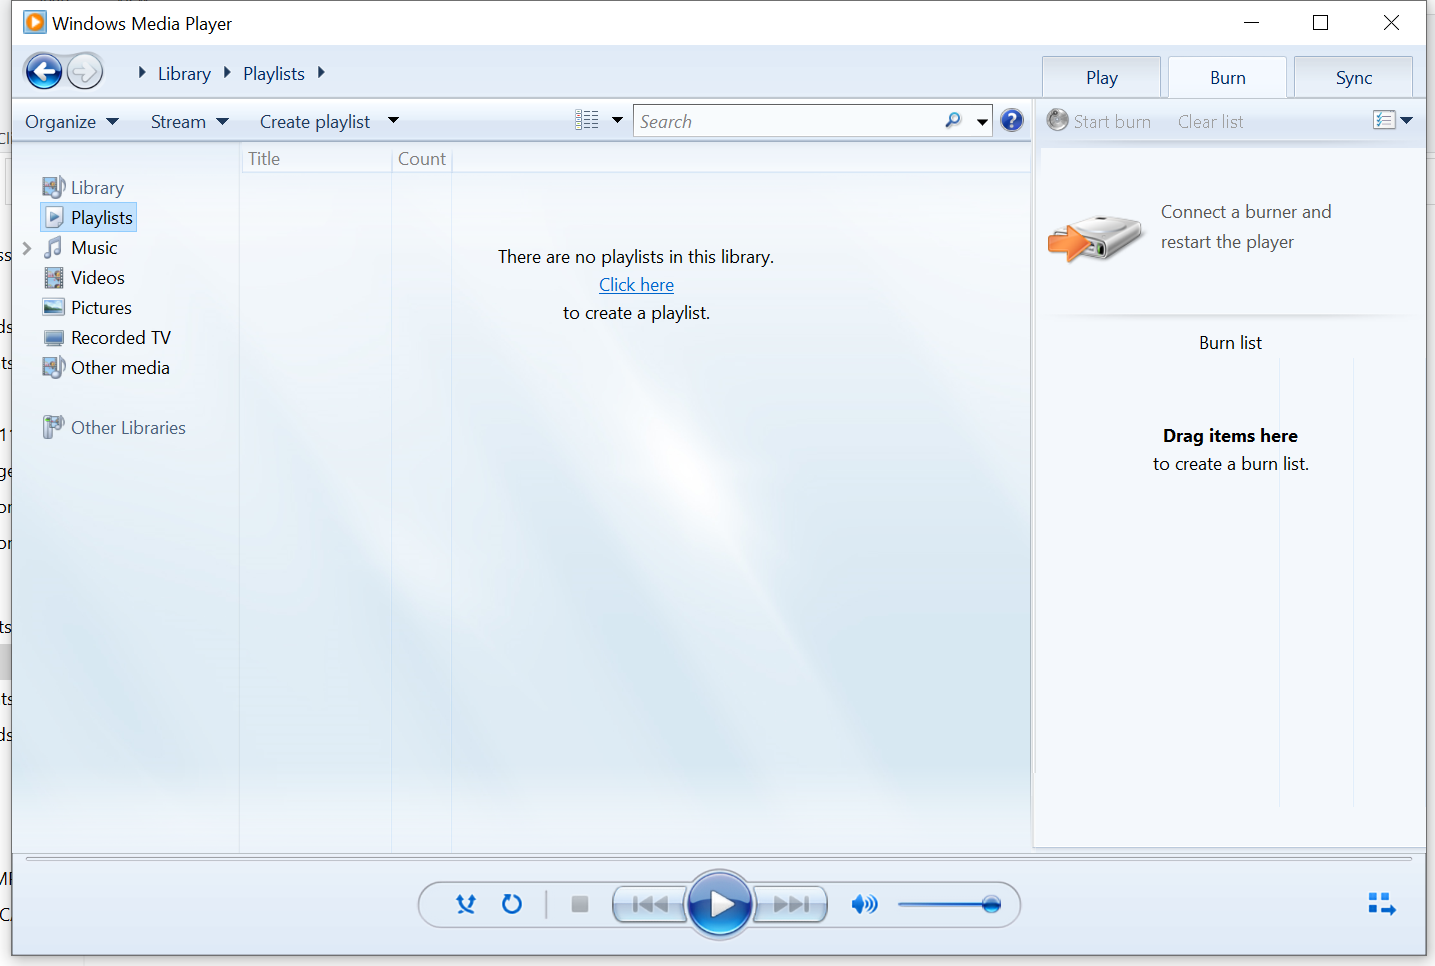 Windows Media Player
Library Playlists
Play Burn Sync
Organize Stream Create playlist Search Start burn Clear list
Title Count
Library
Playlists
Music
Videos
Pictures
Recorded TV
Other media
Other Libraries
There are no playlists in this library.
Click here
to create a playlist.
Connect a burner and
restart the player
Burn list
Drag items here
to create a burn list.